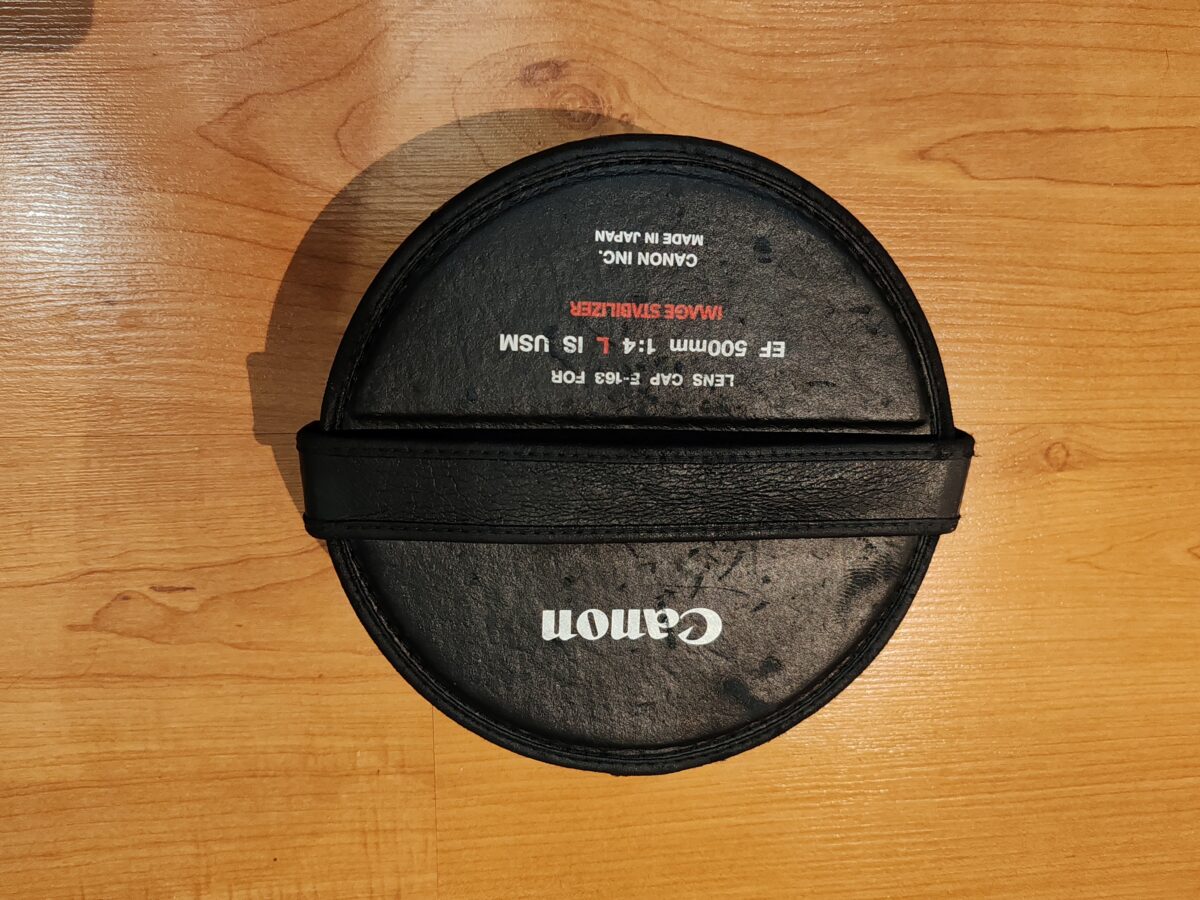 Canon
LENS CAP E-163 FOR
EF 500mm 1:4 L IS USM
IMAGE STABILIZER
CANON INC.
MADE IN JAPAN